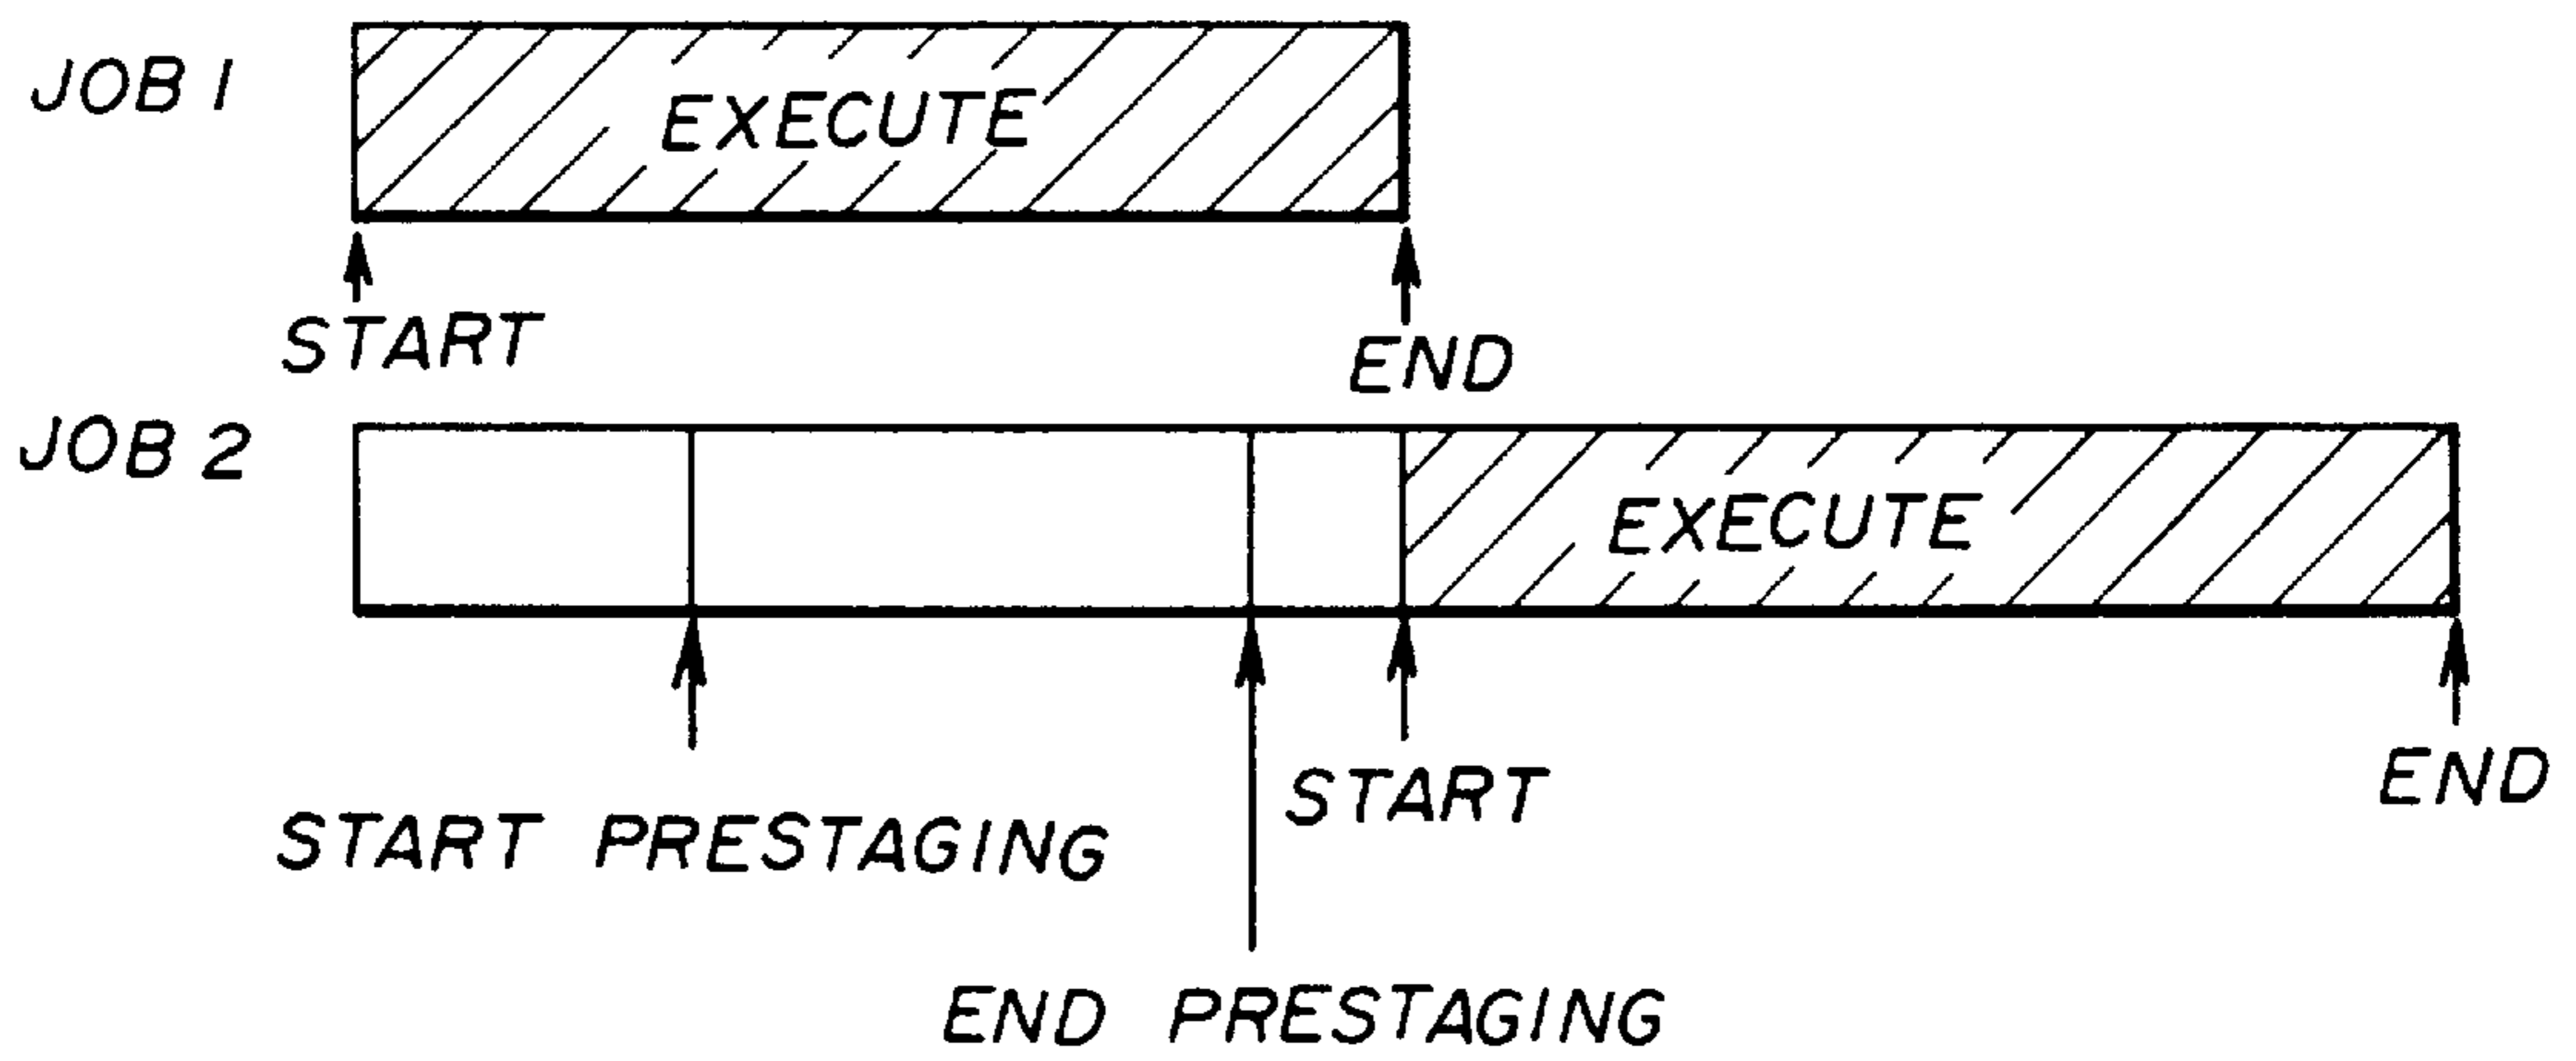 JOB 1
EXECUTE
START
END
JOB 2
EXECUTE
START
END
START PRESTAGING
END PRESTAGING